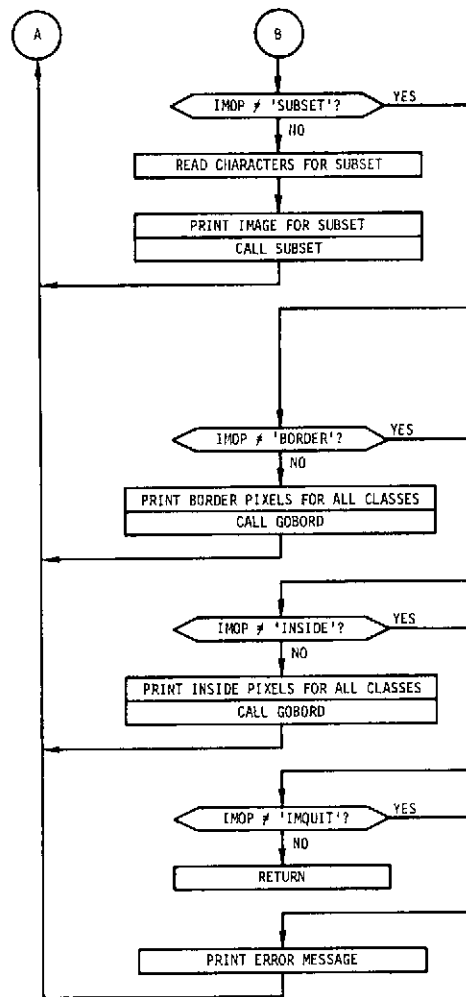 A
B
IMOP ≠ 'SUBSET'?
YES
NO
READ CHARACTERS FOR SUBSET
PRINT IMAGE FOR SUBSET
CALL SUBSET
IMOP ≠ 'BORDER'?
YES
NO
PRINT BORDER PIXELS FOR ALL CLASSES
CALL GOBORD
IMOP ≠ 'INSIDE'?
YES
NO
PRINT INSIDE PIXELS FOR ALL CLASSES
CALL GOBORD
IMOP ≠ 'IMQUIT'?
YES
NO
RETURN
PRINT ERROR MESSAGE